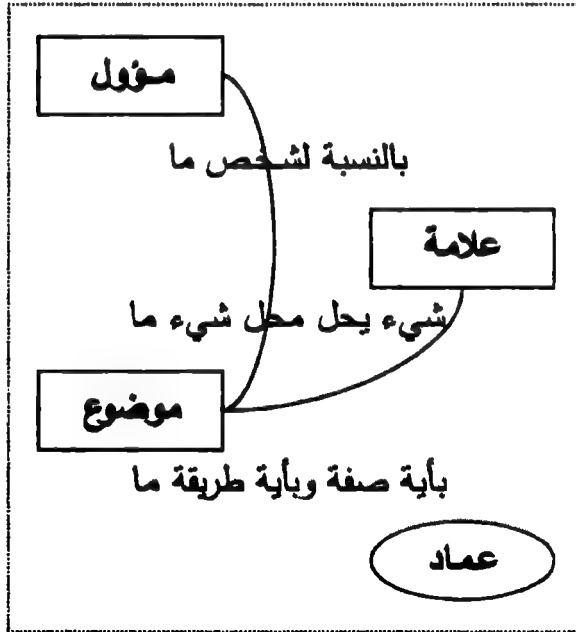 مؤول
بالنسبة لشخص ما
علامة
شيء يحل محل شيء ما
موضوع
بأية صفة وبأية طريقة ما
عماد